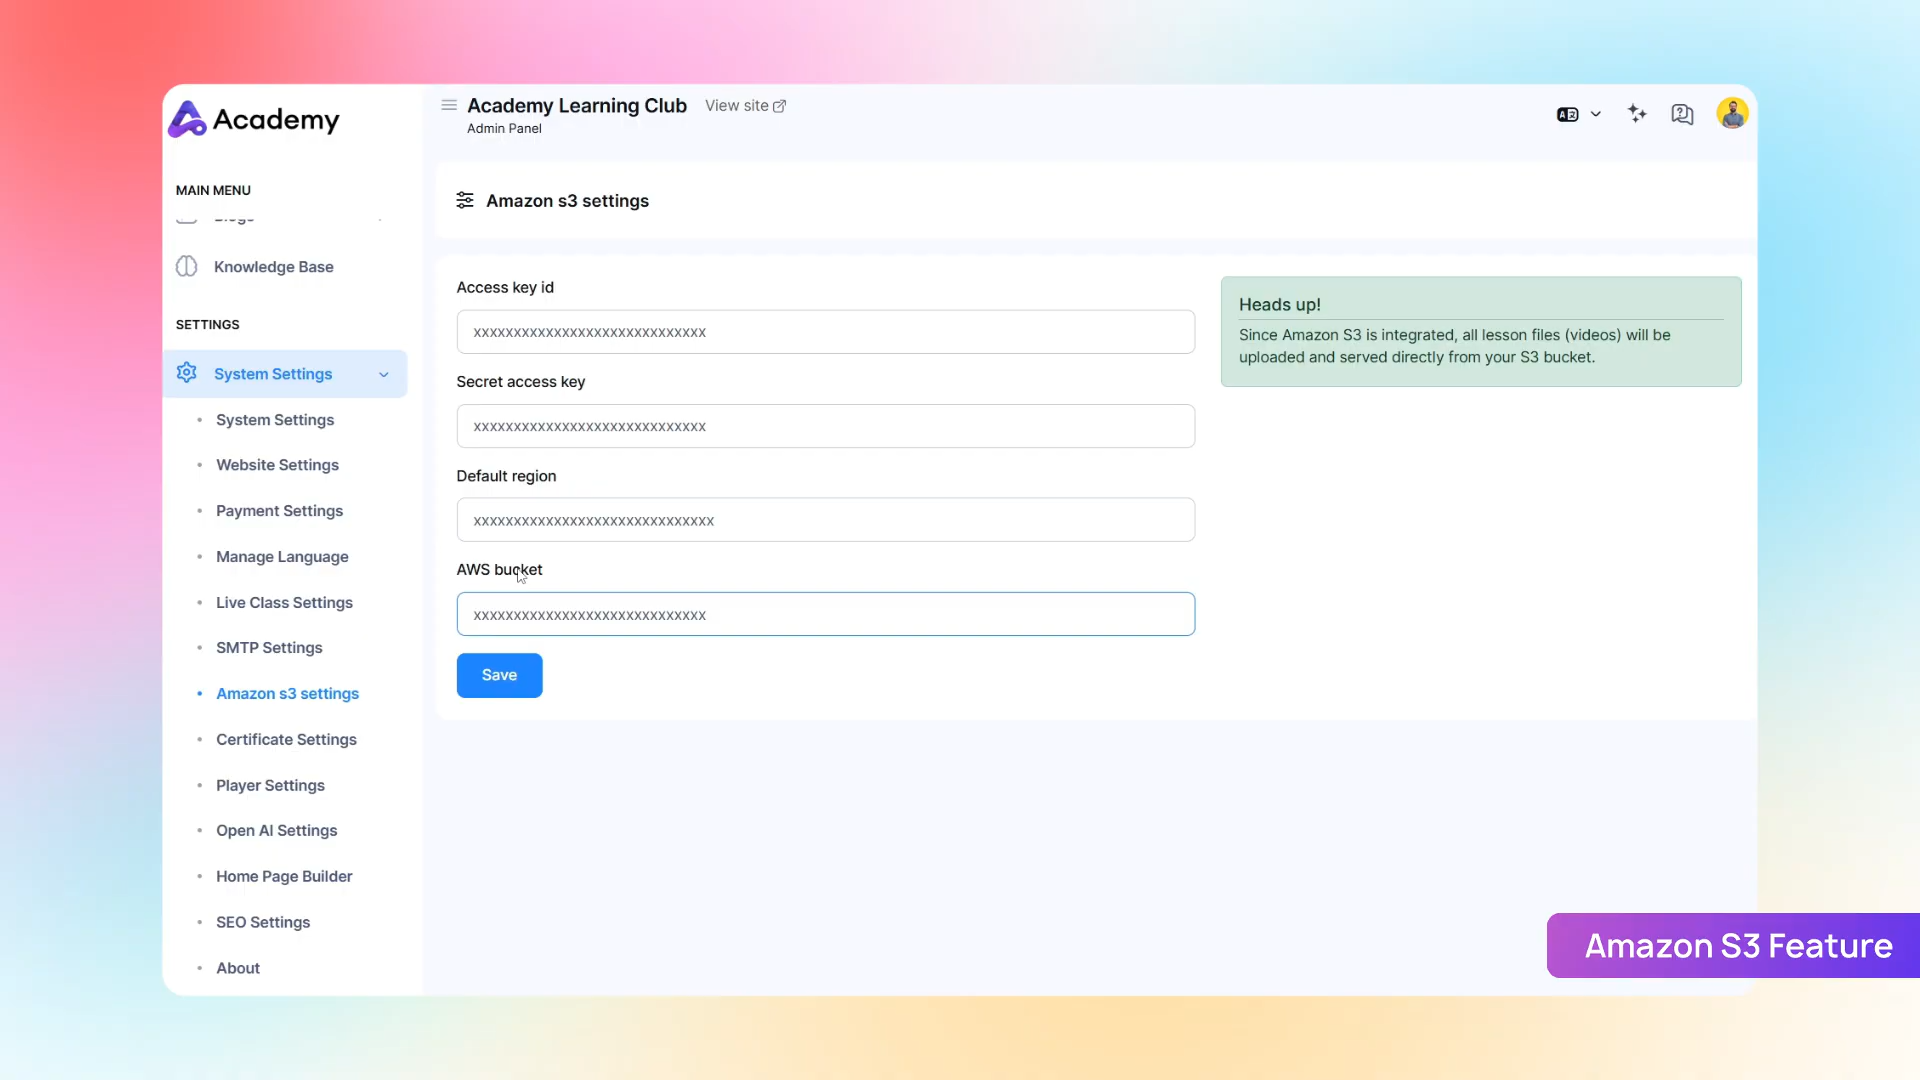 Academy
Academy Learning Club
View site
Admin Panel
MAIN MENU
Blogs
Knowledge Base
SETTINGS
System Settings
System Settings
Website Settings
Payment Settings
Manage Language
Live Class Settings
SMTP Settings
Amazon s3 settings
Certificate Settings
Player Settings
Open AI Settings
Home Page Builder
SEO Settings
About
Amazon s3 settings
Access key id
xxxxxxxxxxxxxxxxxxxxxxxxxxxxx
Secret access key
xxxxxxxxxxxxxxxxxxxxxxxxxxxxx
Default region
xxxxxxxxxxxxxxxxxxxxxxxxxxxxxx
AWS bucket
xxxxxxxxxxxxxxxxxxxxxxxxxxxxx
Save
Heads up!
Since Amazon S3 is integrated, all lesson files (videos) will be
uploaded and served directly from your S3 bucket.
Amazon S3 Feature